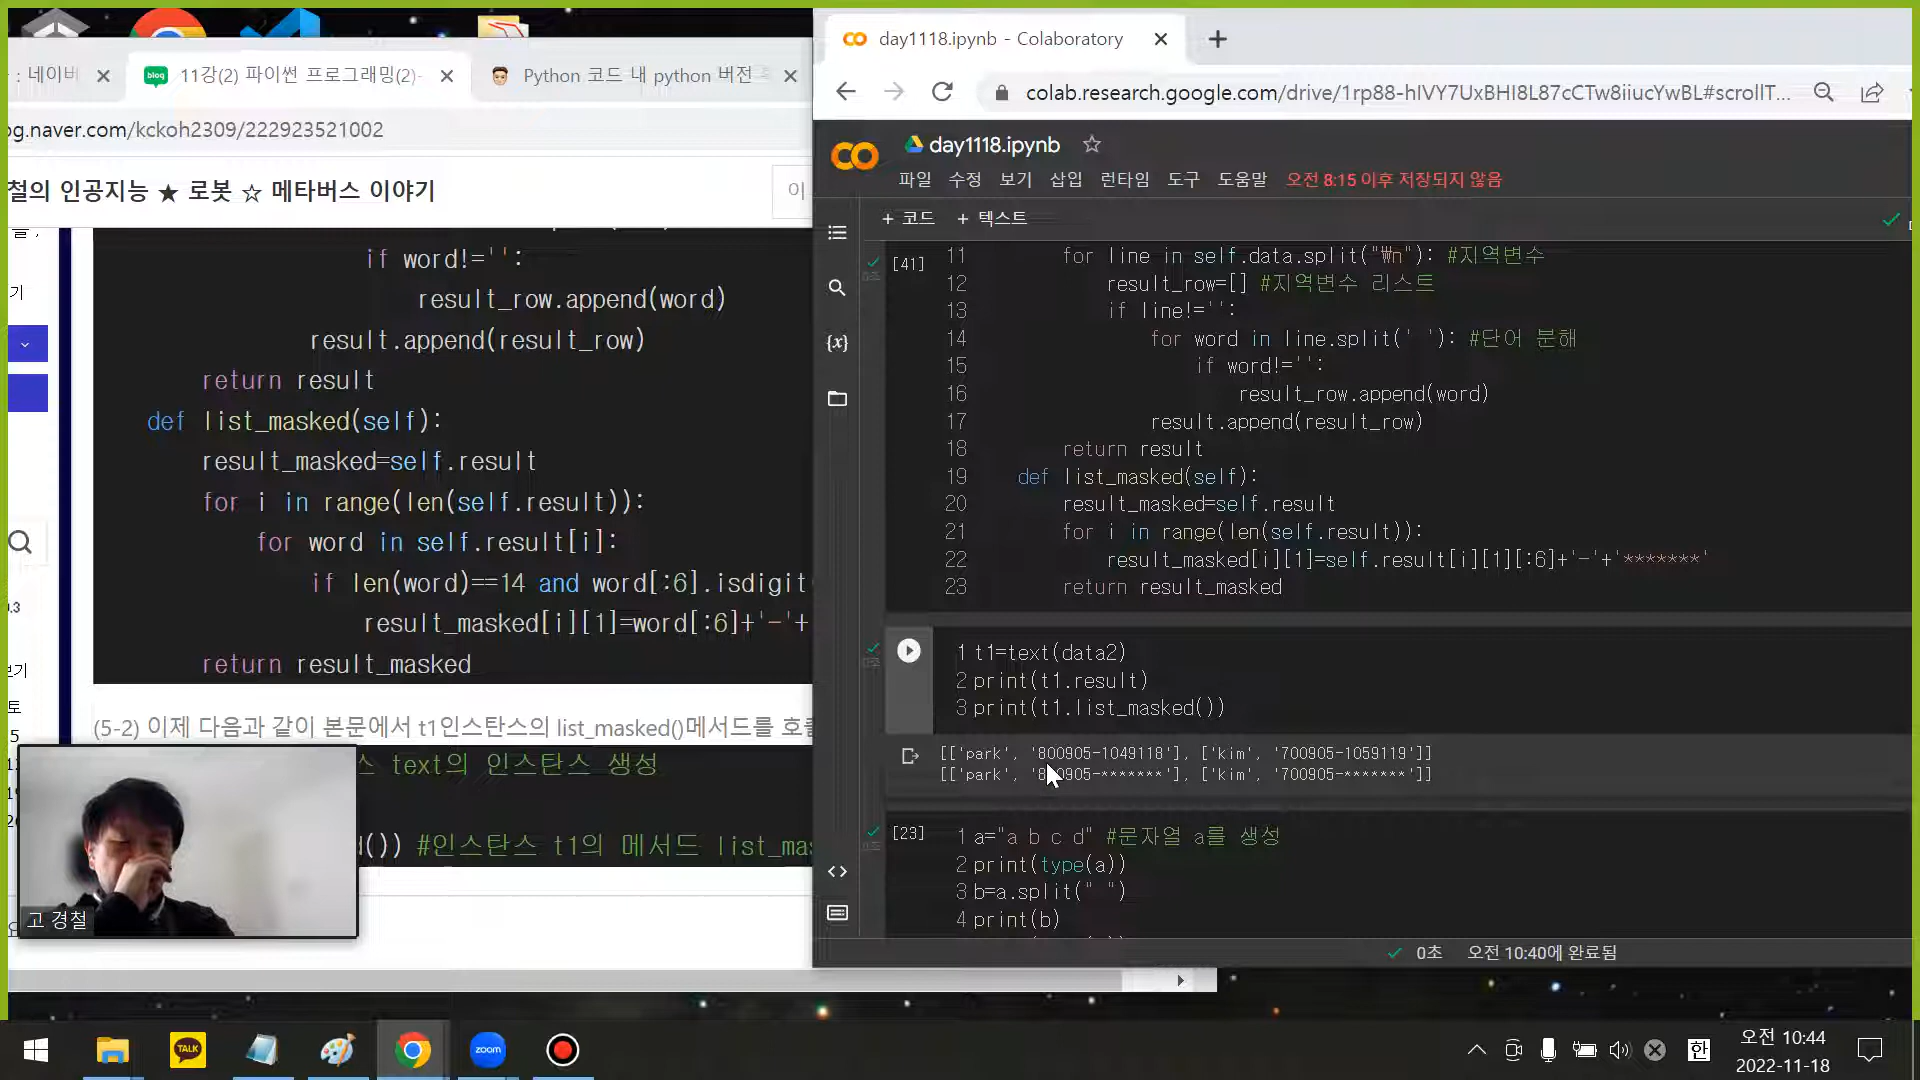 : 네이버
11강(2) 파이썬 프로그래밍(2)-
Python 코드 내 python 버전
og.naver.com/kckoh2309/222923521002
철의 인공지능 ★ 로봇 ☆ 메타버스 이야기
이
if word!='':
result_row.append(word)
result.append(result_row)
return result
def list_masked(self):
result_masked=self.result
for i in range(len(self.result)):
for word in self.result[i]:
if len(word)==14 and word[:6].isdigit
result_masked[i][1]=word[:6]+'-'+
return result_masked
(5-2) 이제 다음과 같이 본문에서 t1인스턴스의 list_masked()메서드를 호출
스 text의 인스턴스 생성
d()) #인스턴스 t1의 메서드 list_mas
고 경철
day1118.ipynb - Colaboratory
colab.research.google.com/drive/1rp88-hlVY7UxBHI8L87cCTw8iiucYwBL#scrollT...
day1118.ipynb
파일 수정 보기 삽입 런타임 도구 도움말 오전 8:15 이후 저장되지 않음
+ 코드 + 텍스트
[41]
11 for line in self.data.split("₩n"): #지역변수
12 result_row=[] #지역변수 리스트
13 if line!='':
14 for word in line.split(' '): #단어 분해
15 if word!='':
16 result_row.append(word)
17 result.append(result_row)
18 return result
19 def list_masked(self):
20 result_masked=self.result
21 for i in range(len(self.result)):
22 result_masked[i][1]=self.result[i][1][:6]+'-'+'*******'
23 return result_masked
1 t1=text(data2)
2 print(t1.result)
3 print(t1.list_masked())
[['park', '800905-1049118'], ['kim', '700905-1059119']]
[['park', '800905-*******'], ['kim', '700905-*******']]
[23]
1 a="a b c d" #문자열 a를 생성
2 print(type(a))
3 b=a.split(" ")
4 print(b)
0초 오전 10:40에 완료됨
TALK
zoom
한
오전 10:44
2022-11-18